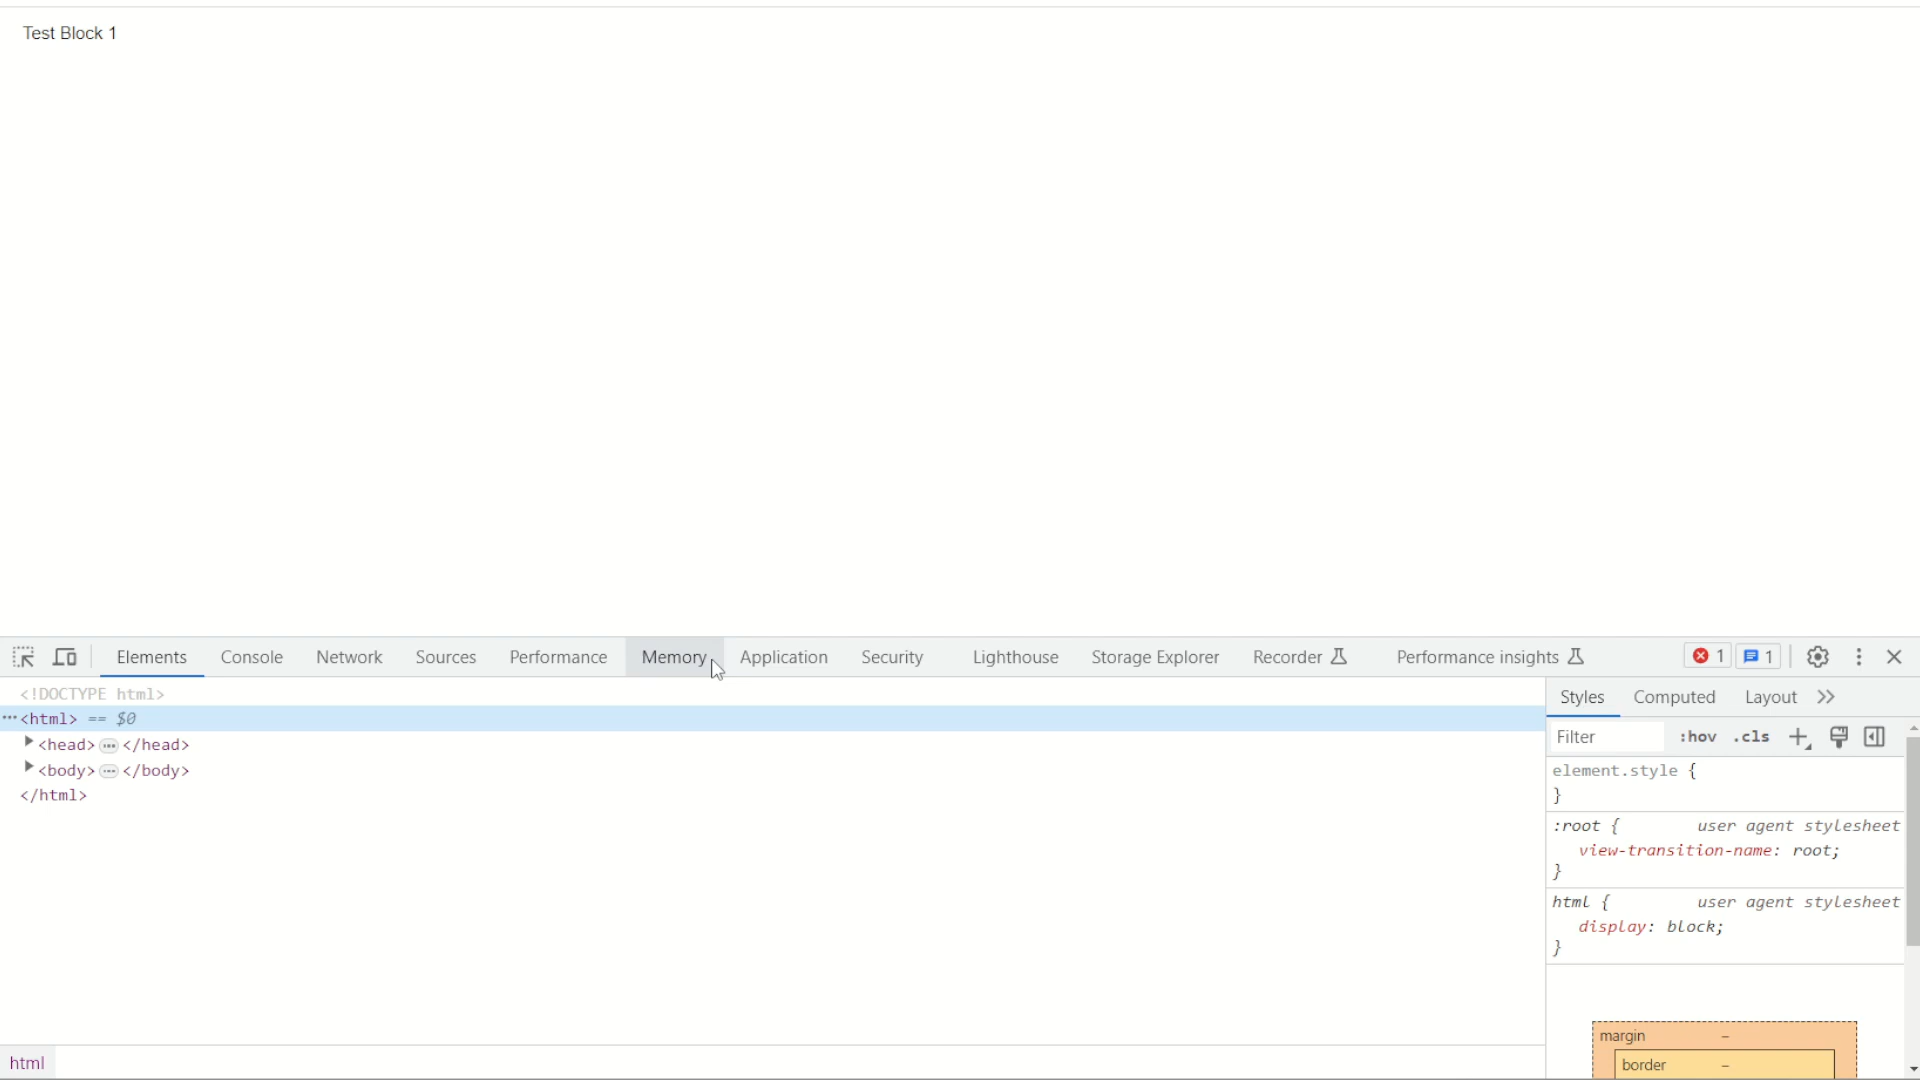 Test Block 1
Elements Console Network Sources Performance Memory Application Security Lighthouse Storage Explorer Recorder Performance insights 1 1
<!DOCTYPE html>
···<html> == $0
<head> ··· </head>
<body> ··· </body>
</html>
html
Styles Computed Layout
Filter :hov .cls
element.style {
}
:root { user agent stylesheet
view-transition-name: root;
}
html { user agent stylesheet
display: block;
}
margin –
border –